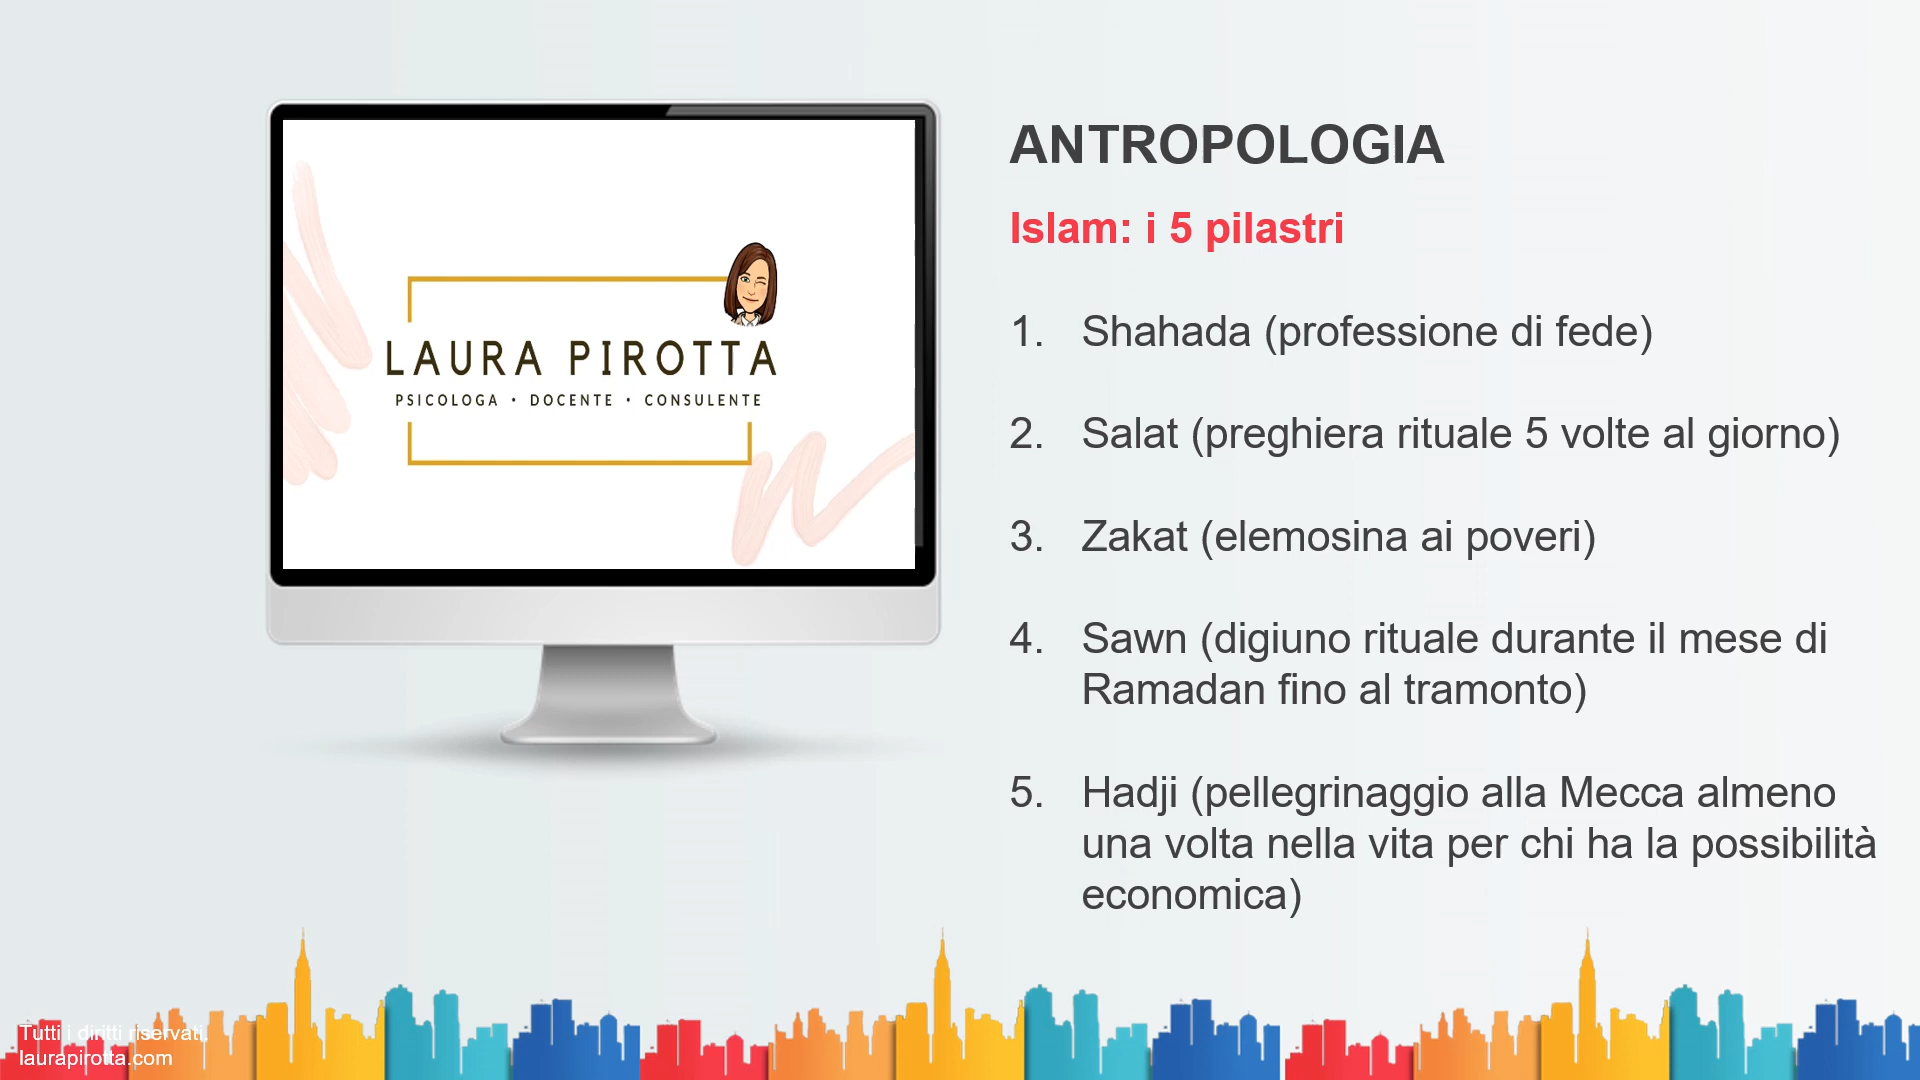 LAURA PIROTTA
PSICOLOGA • DOCENTE • CONSULENTE
ANTROPOLOGIA
Islam: i 5 pilastri
1. Shahada (professione di fede)
2. Salat (preghiera rituale 5 volte al giorno)
3. Zakat (elemosina ai poveri)
4. Sawn (digiuno rituale durante il mese di
Ramadan fino al tramonto)
5. Hadji (pellegrinaggio alla Mecca almeno
una volta nella vita per chi ha la possibilità
economica)
Tutti i diritti riservati.
laurapirotta.com